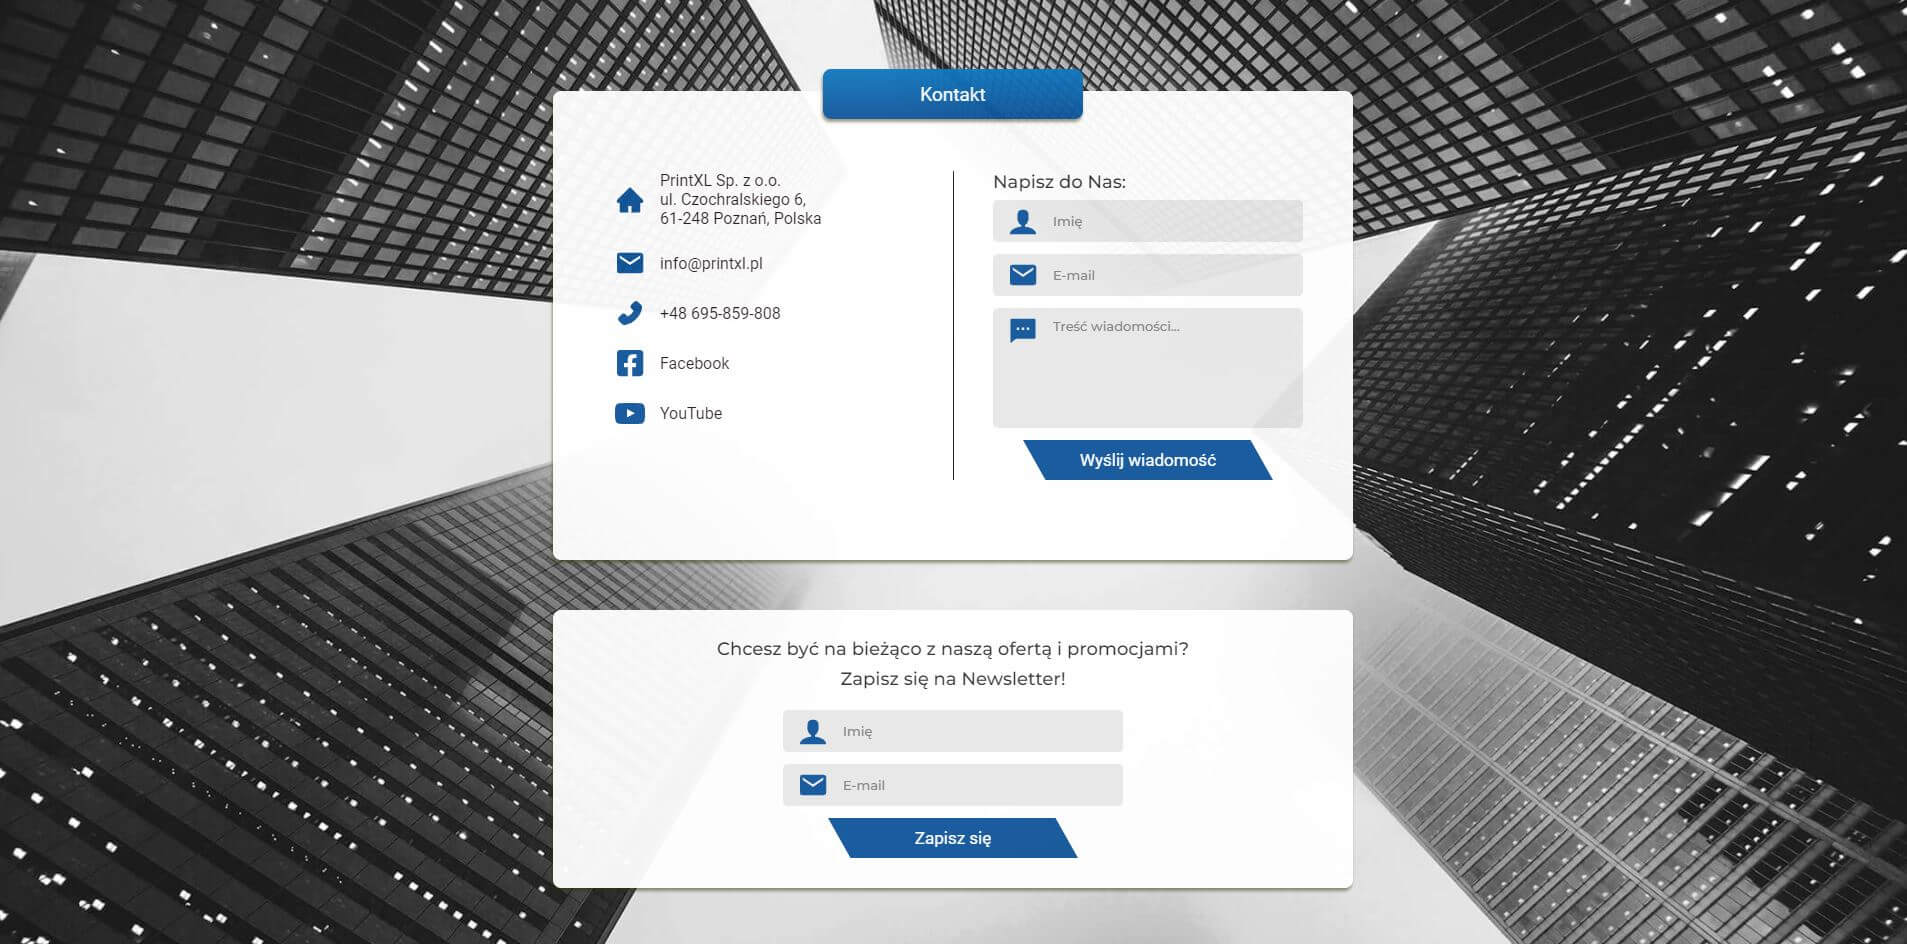 Kontakt
PrintXL Sp. z o.o.
ul. Czochralskiego 6,
61-248 Poznań, Polska
info@printxl.pl
+48 695-859-808
Facebook
YouTube
Napisz do Nas:
Imię
E-mail
Treść wiadomości...
Wyślij wiadomość
Chcesz być na bieżąco z naszą ofertą i promocjami?
Zapisz się na Newsletter!
Imię
E-mail
Zapisz się